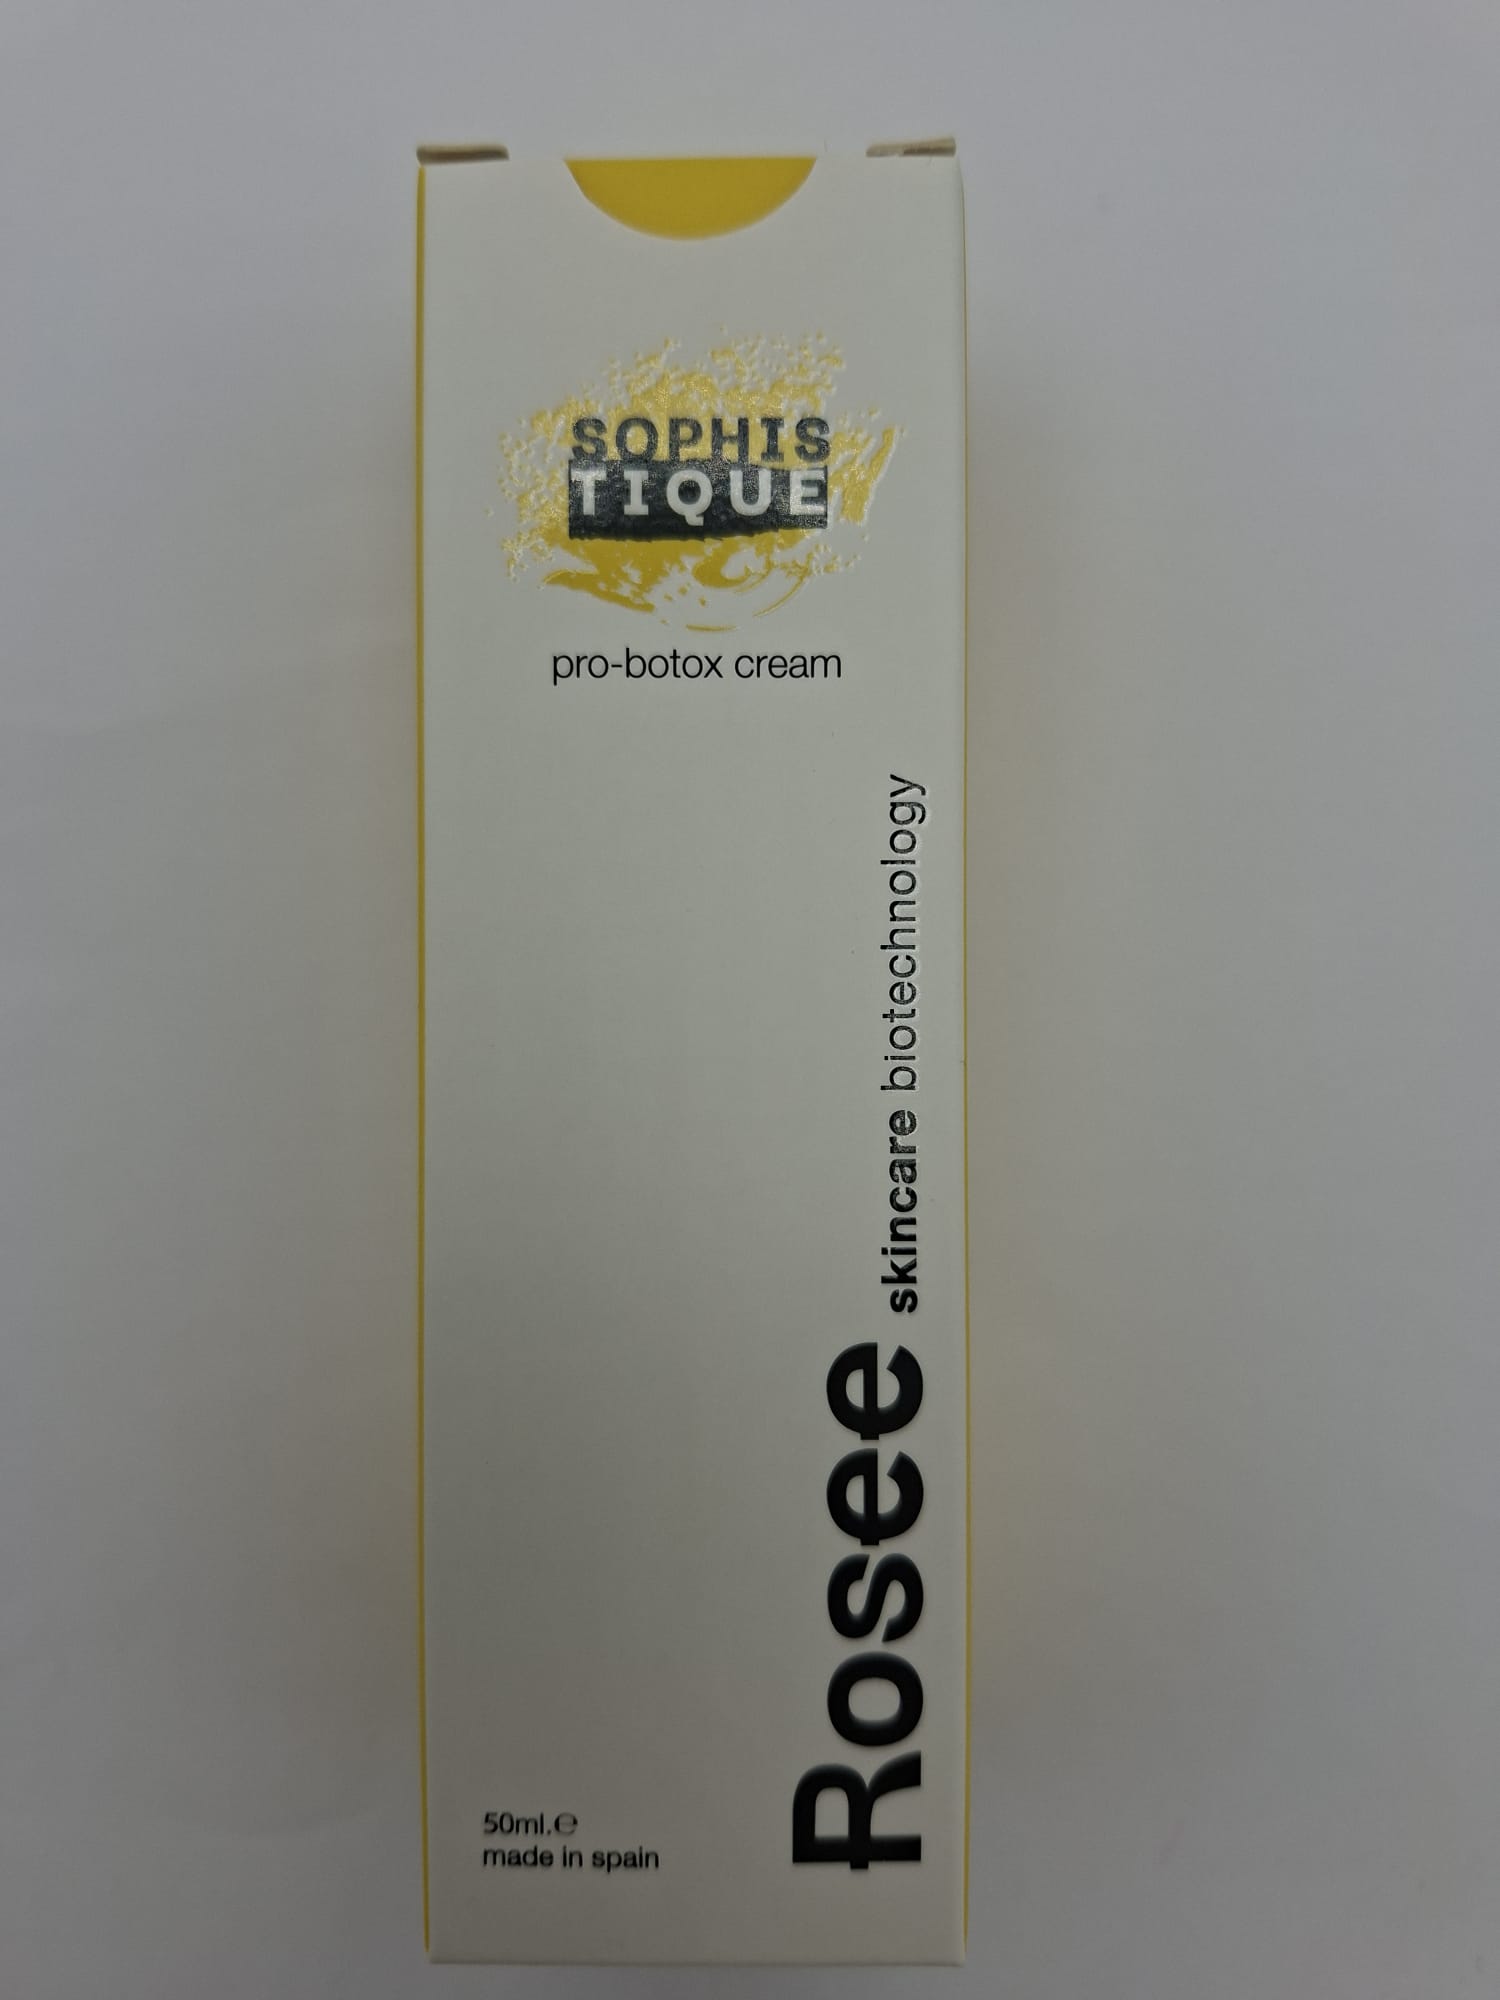 SOPHIS
TIQUE
pro-botox cream
skincare biotechnology
Rosee
50ml.℮
made in spain